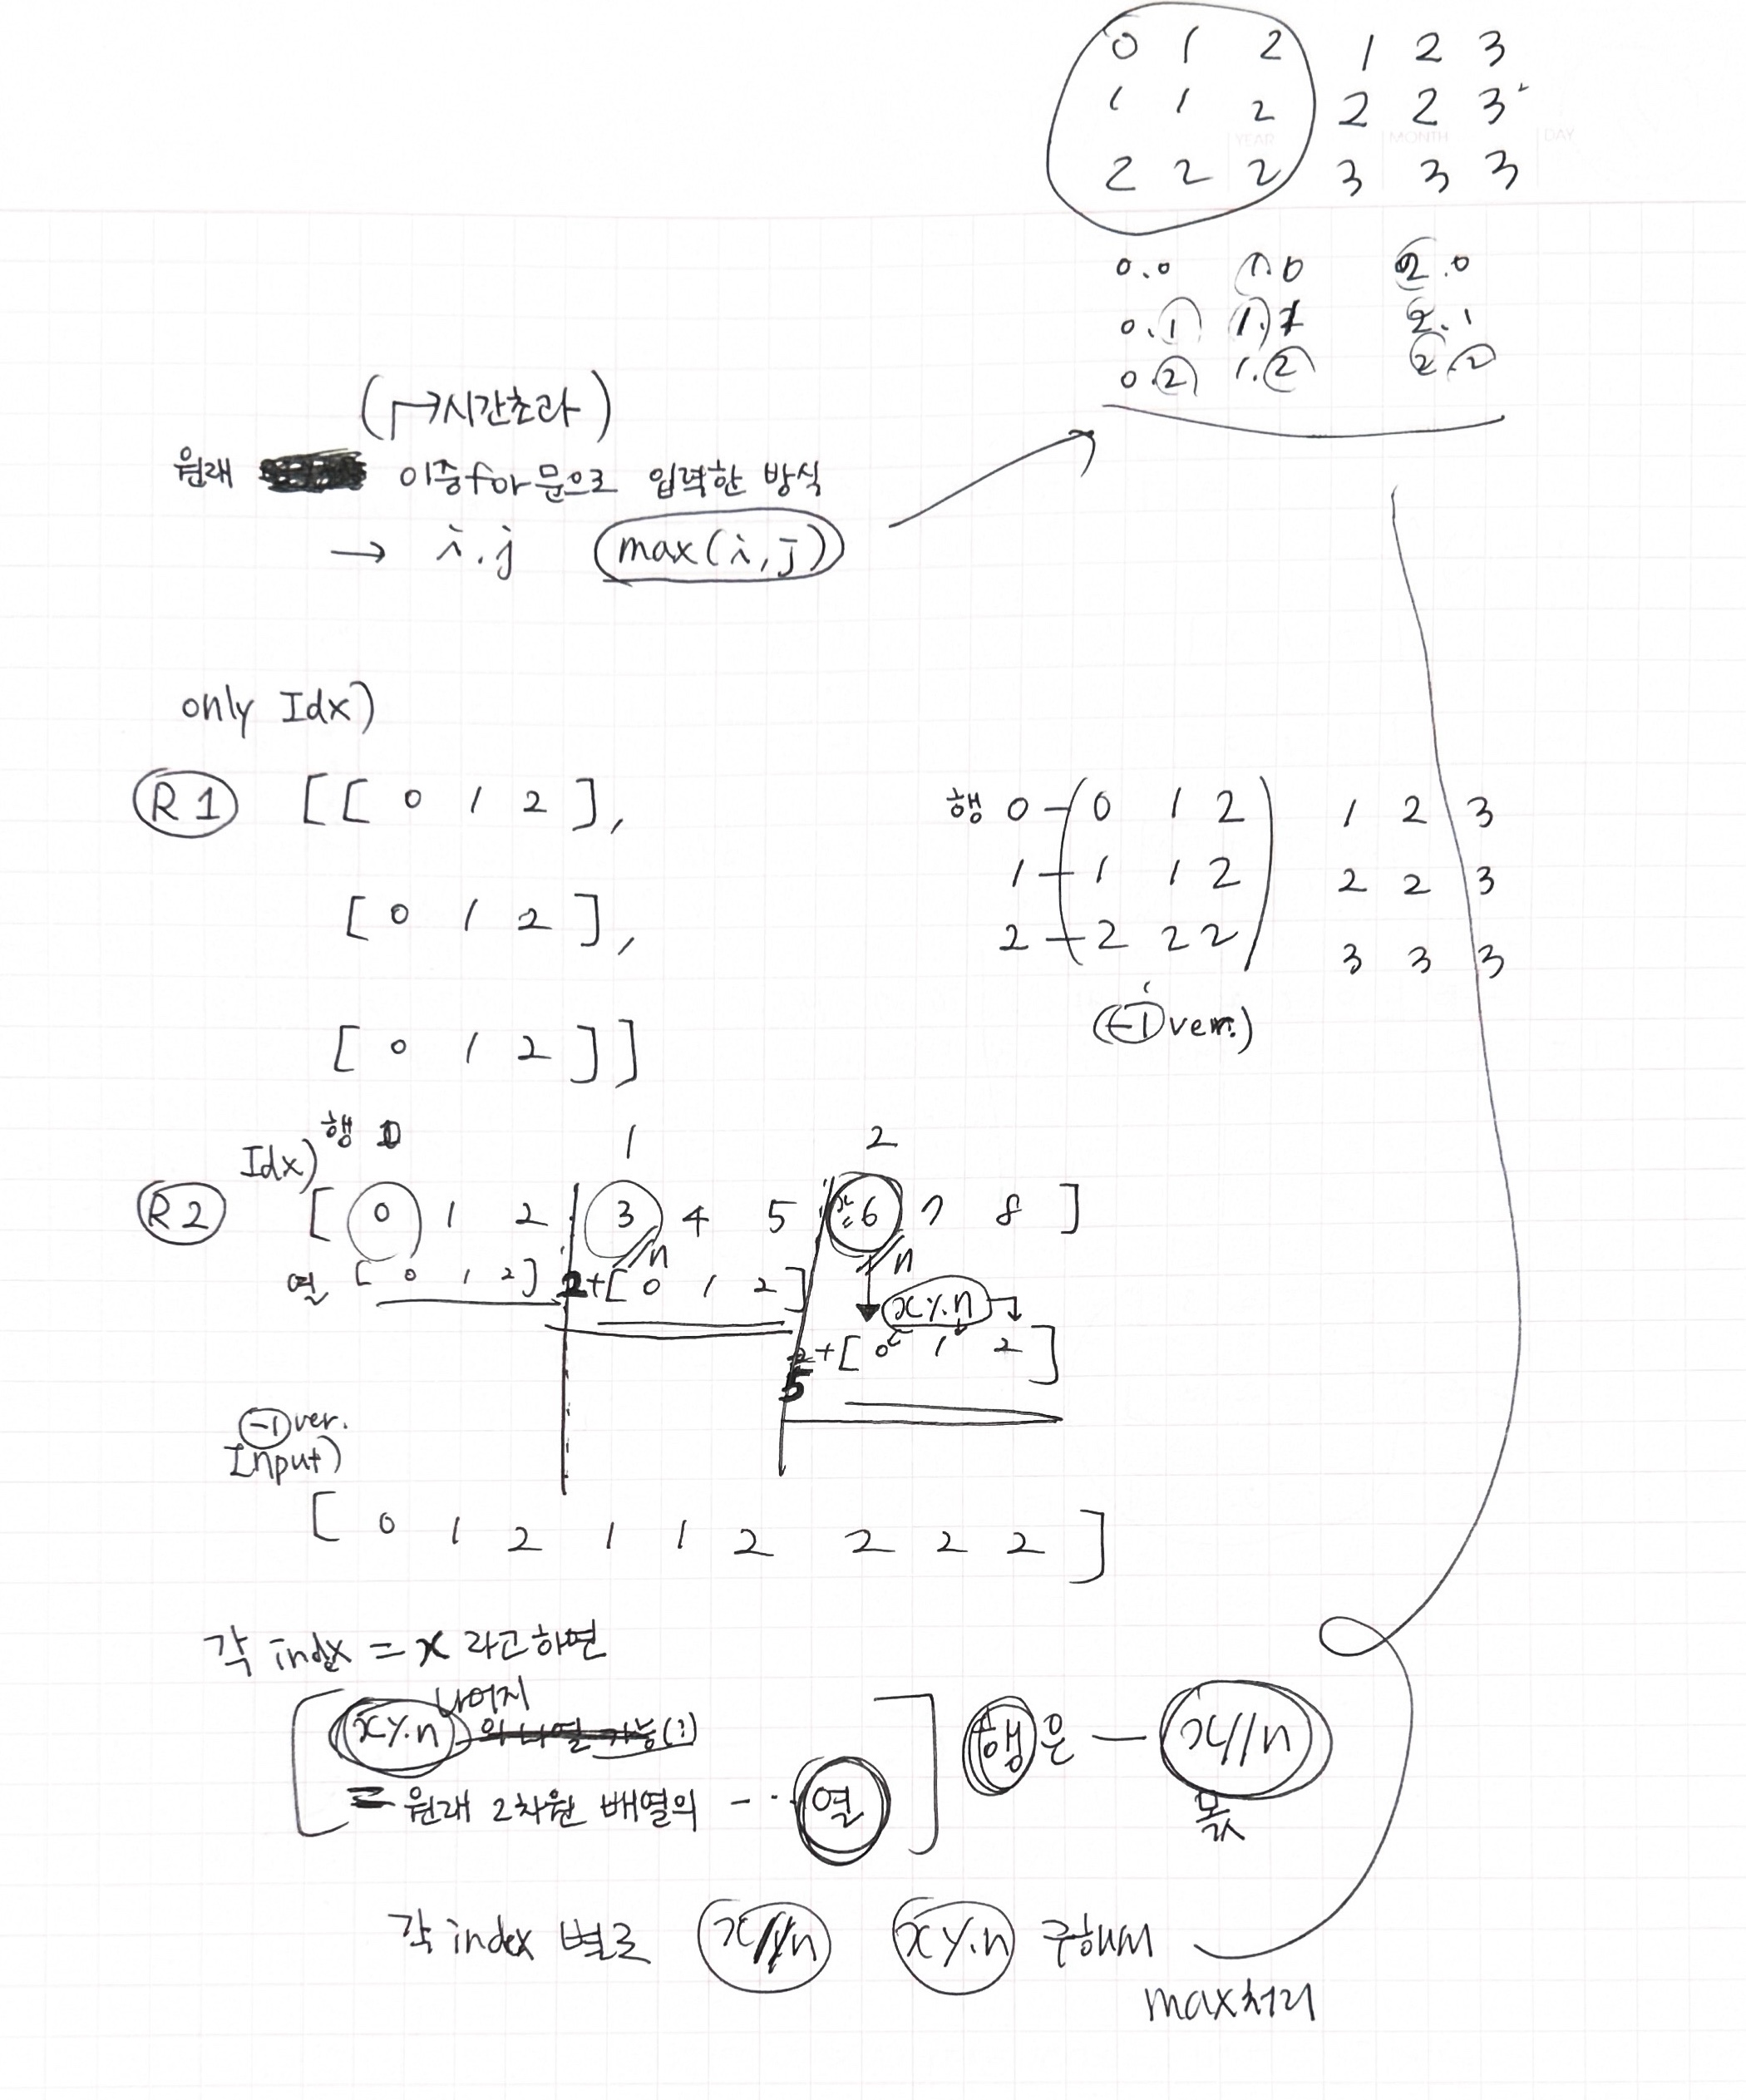 0 1 2 1 2 3
1 1 2 2 2 3
YEAR MONTH DAY
2 2 2 3 3 3
0.0 1.0 2.0
0.1 1.1 2.1
0.2 1.2 2.2
(↱시간초과)
원래 이중for문으로 입력한 방식
→ i.j max(i,j)
only Idx)
R1 [[ 0 1 2 ],
[ 0 1 2 ],
[ 0 1 2 ]]
행 0 - 0 1 2 1 2 3
1 - 1 1 2 2 2 3
2 - 2 2 2 3 3 3
(-1 ver.)
Idx) 행 0 1 2
R2 [ 0 1 2 3 4 5 6 7 8 ]
//n //n
열 [ 0 1 2 ] 2+[ 0 1 2 ]
x%n
5+[ 0 1 2 ]
-1 ver.
Input)
[ 0 1 2 1 1 2 2 2 2 ]
각 index = x 라고하면
x%n 나머지
= 원래 2차원 배열의 -- 열
행은 — x//n
몫
각 index 별로 x//n x%n 구해서
max처리